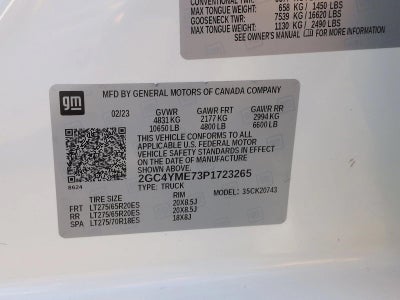 CONVENTIONAL TWR:
MAX TONGUE WEIGHT: 658 KG / 1450 LBS
GOOSENECK TWR: 7539 KG / 16620 LBS
MAX TONGUE WEIGHT: 1130 KG / 2490 LBS
SEE OWNER'S MANUAL FOR MORE INFORMATION
gm
MFD BY GENERAL MOTORS OF CANADA COMPANY
02/23 GVWR GAWR FRT GAWR RR
4831 KG 2177 KG 2994 KG
10650 LB 4800 LB 6600 LB
THIS VEHICLE CONFORMS TO ALL
APPLICABLE U.S. FEDERAL MOTOR
VEHICLE SAFETY STANDARDS IN EFFECT
ON THE DATE OF MANUFACTURE
SHOWN ABOVE.
8624 2GC4YME73P1723265
TYPE: TRUCK 35CK20743
TIRE SIZE RIM
FRT LT275/65R20ES 20X8.5J
RR LT275/65R20ES 20X8.5J
SPA LT275/70R18ES 18X8J